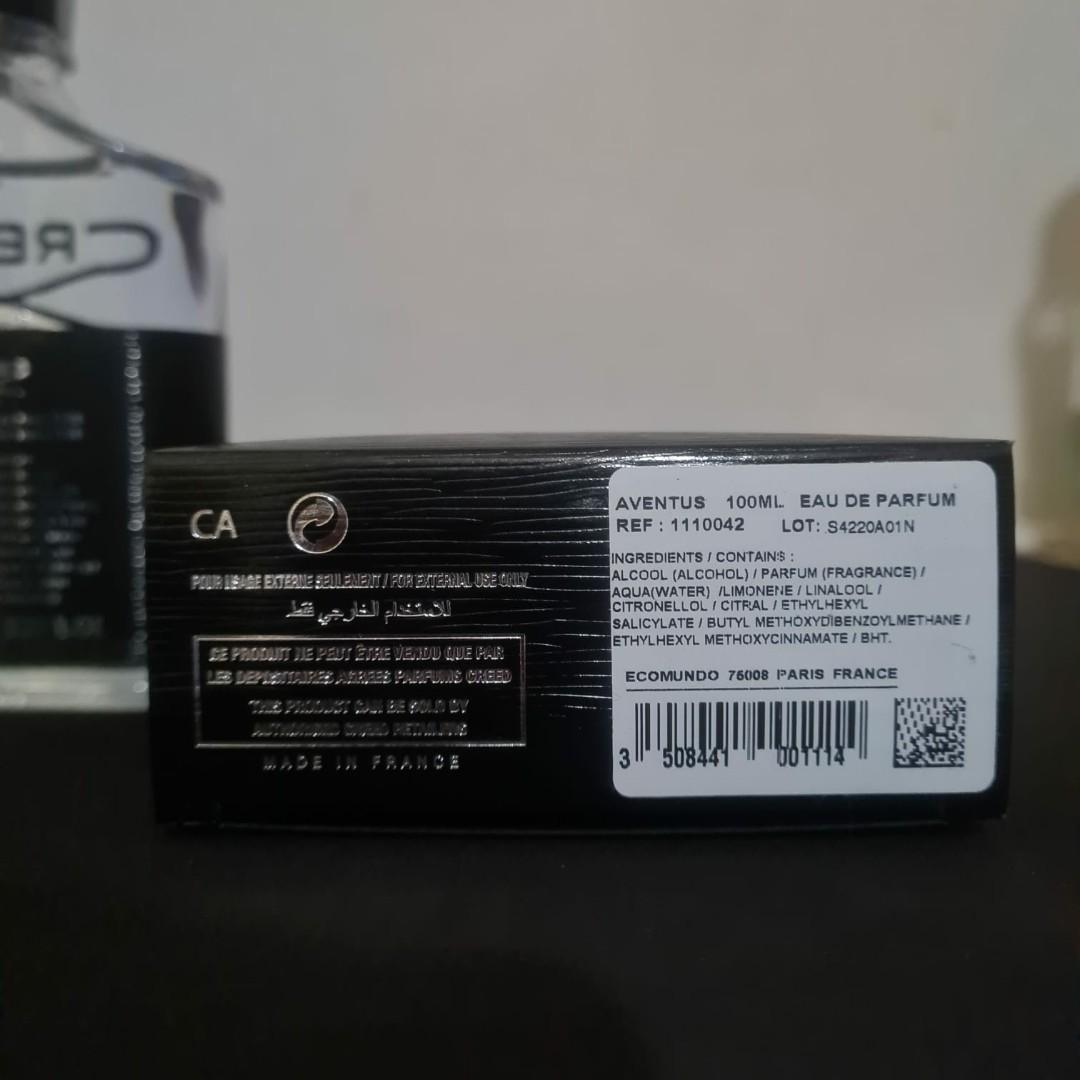 CRE
CA
POUR USAGE EXTERNE SEULEMENT / FOR EXTERNAL USE ONLY
للاستخدام الخارجي فقط
CE PRODUIT NE PEUT ÊTRE VENDU QUE PAR
LES DEPOSITAIRES AGREES PARFUMS CREED
THIS PRODUCT CAN BE SOLD BY
MADE IN FRANCE
AVENTUS 100ML EAU DE PARFUM
REF : 1110042 LOT: S4220A01N
INGREDIENTS / CONTAINS :
ALCOOL (ALCOHOL) / PARFUM (FRAGRANCE) /
AQUA(WATER) /LIMONENE / LINALOOL /
CITRONELLOL / CITRAL / ETHYLHEXYL
SALICYLATE / BUTYL METHOXYDIBENZOYLMETHANE /
ETHYLHEXYL METHOXYCINNAMATE / BHT.
ECOMUNDO 75008 PARIS FRANCE
3 508441 001114